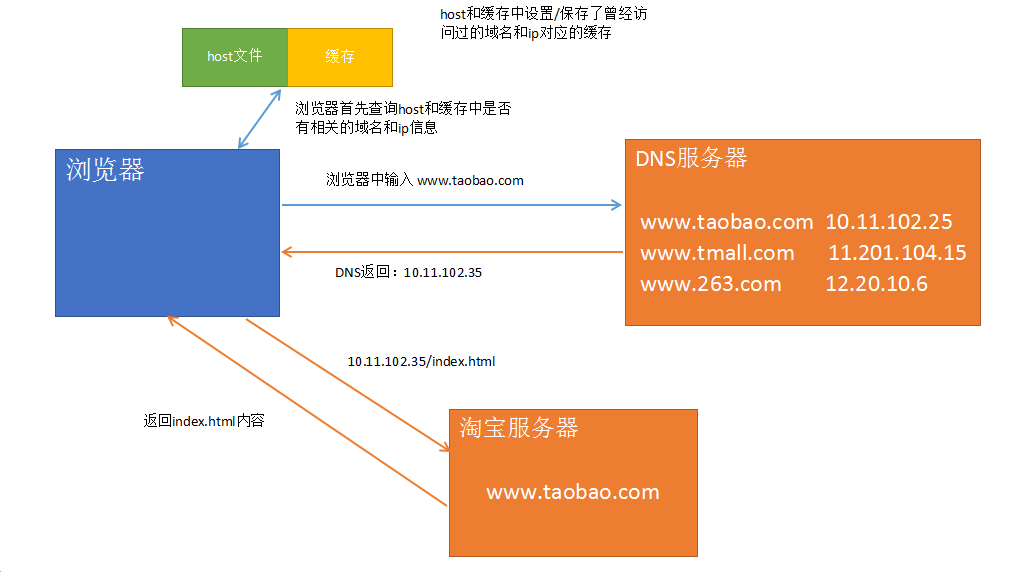 host和缓存中设置/保存了曾经访
问过的域名和ip对应的缓存
host文件
缓存
浏览器首先查询host和缓存中是否
有相关的域名和ip信息
浏览器
浏览器中输入 www.taobao.com
DNS服务器
www.taobao.com 10.11.102.25
www.tmall.com 11.201.104.15
www.263.com 12.20.10.6
DNS返回：10.11.102.35
10.11.102.35/index.html
返回index.html内容
淘宝服务器
www.taobao.com